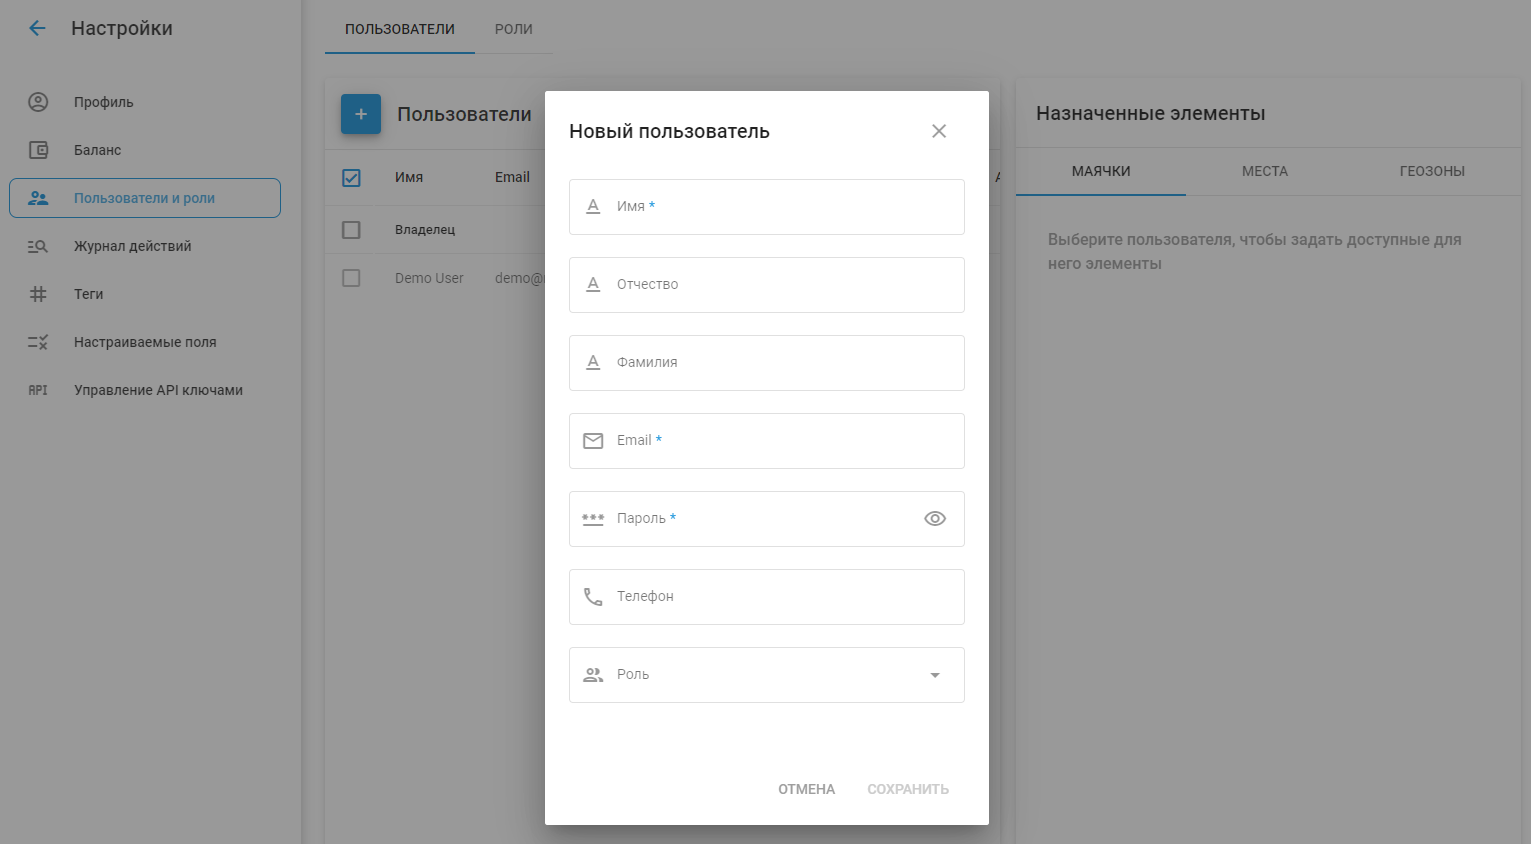 Настройки
Профиль
Баланс
Пользователи и роли
Журнал действий
Теги
Настраиваемые поля
API Управление API ключами
ПОЛЬЗОВАТЕЛИ РОЛИ
+ Пользователи
Имя Email
Владелец
Demo User demo@
Новый пользователь
Имя *
Отчество
Фамилия
Email *
Пароль *
Телефон
Роль
ОТМЕНА СОХРАНИТЬ
Назначенные элементы
МАЯЧКИ МЕСТА ГЕОЗОНЫ
Выберите пользователя, чтобы задать доступные для
него элементы